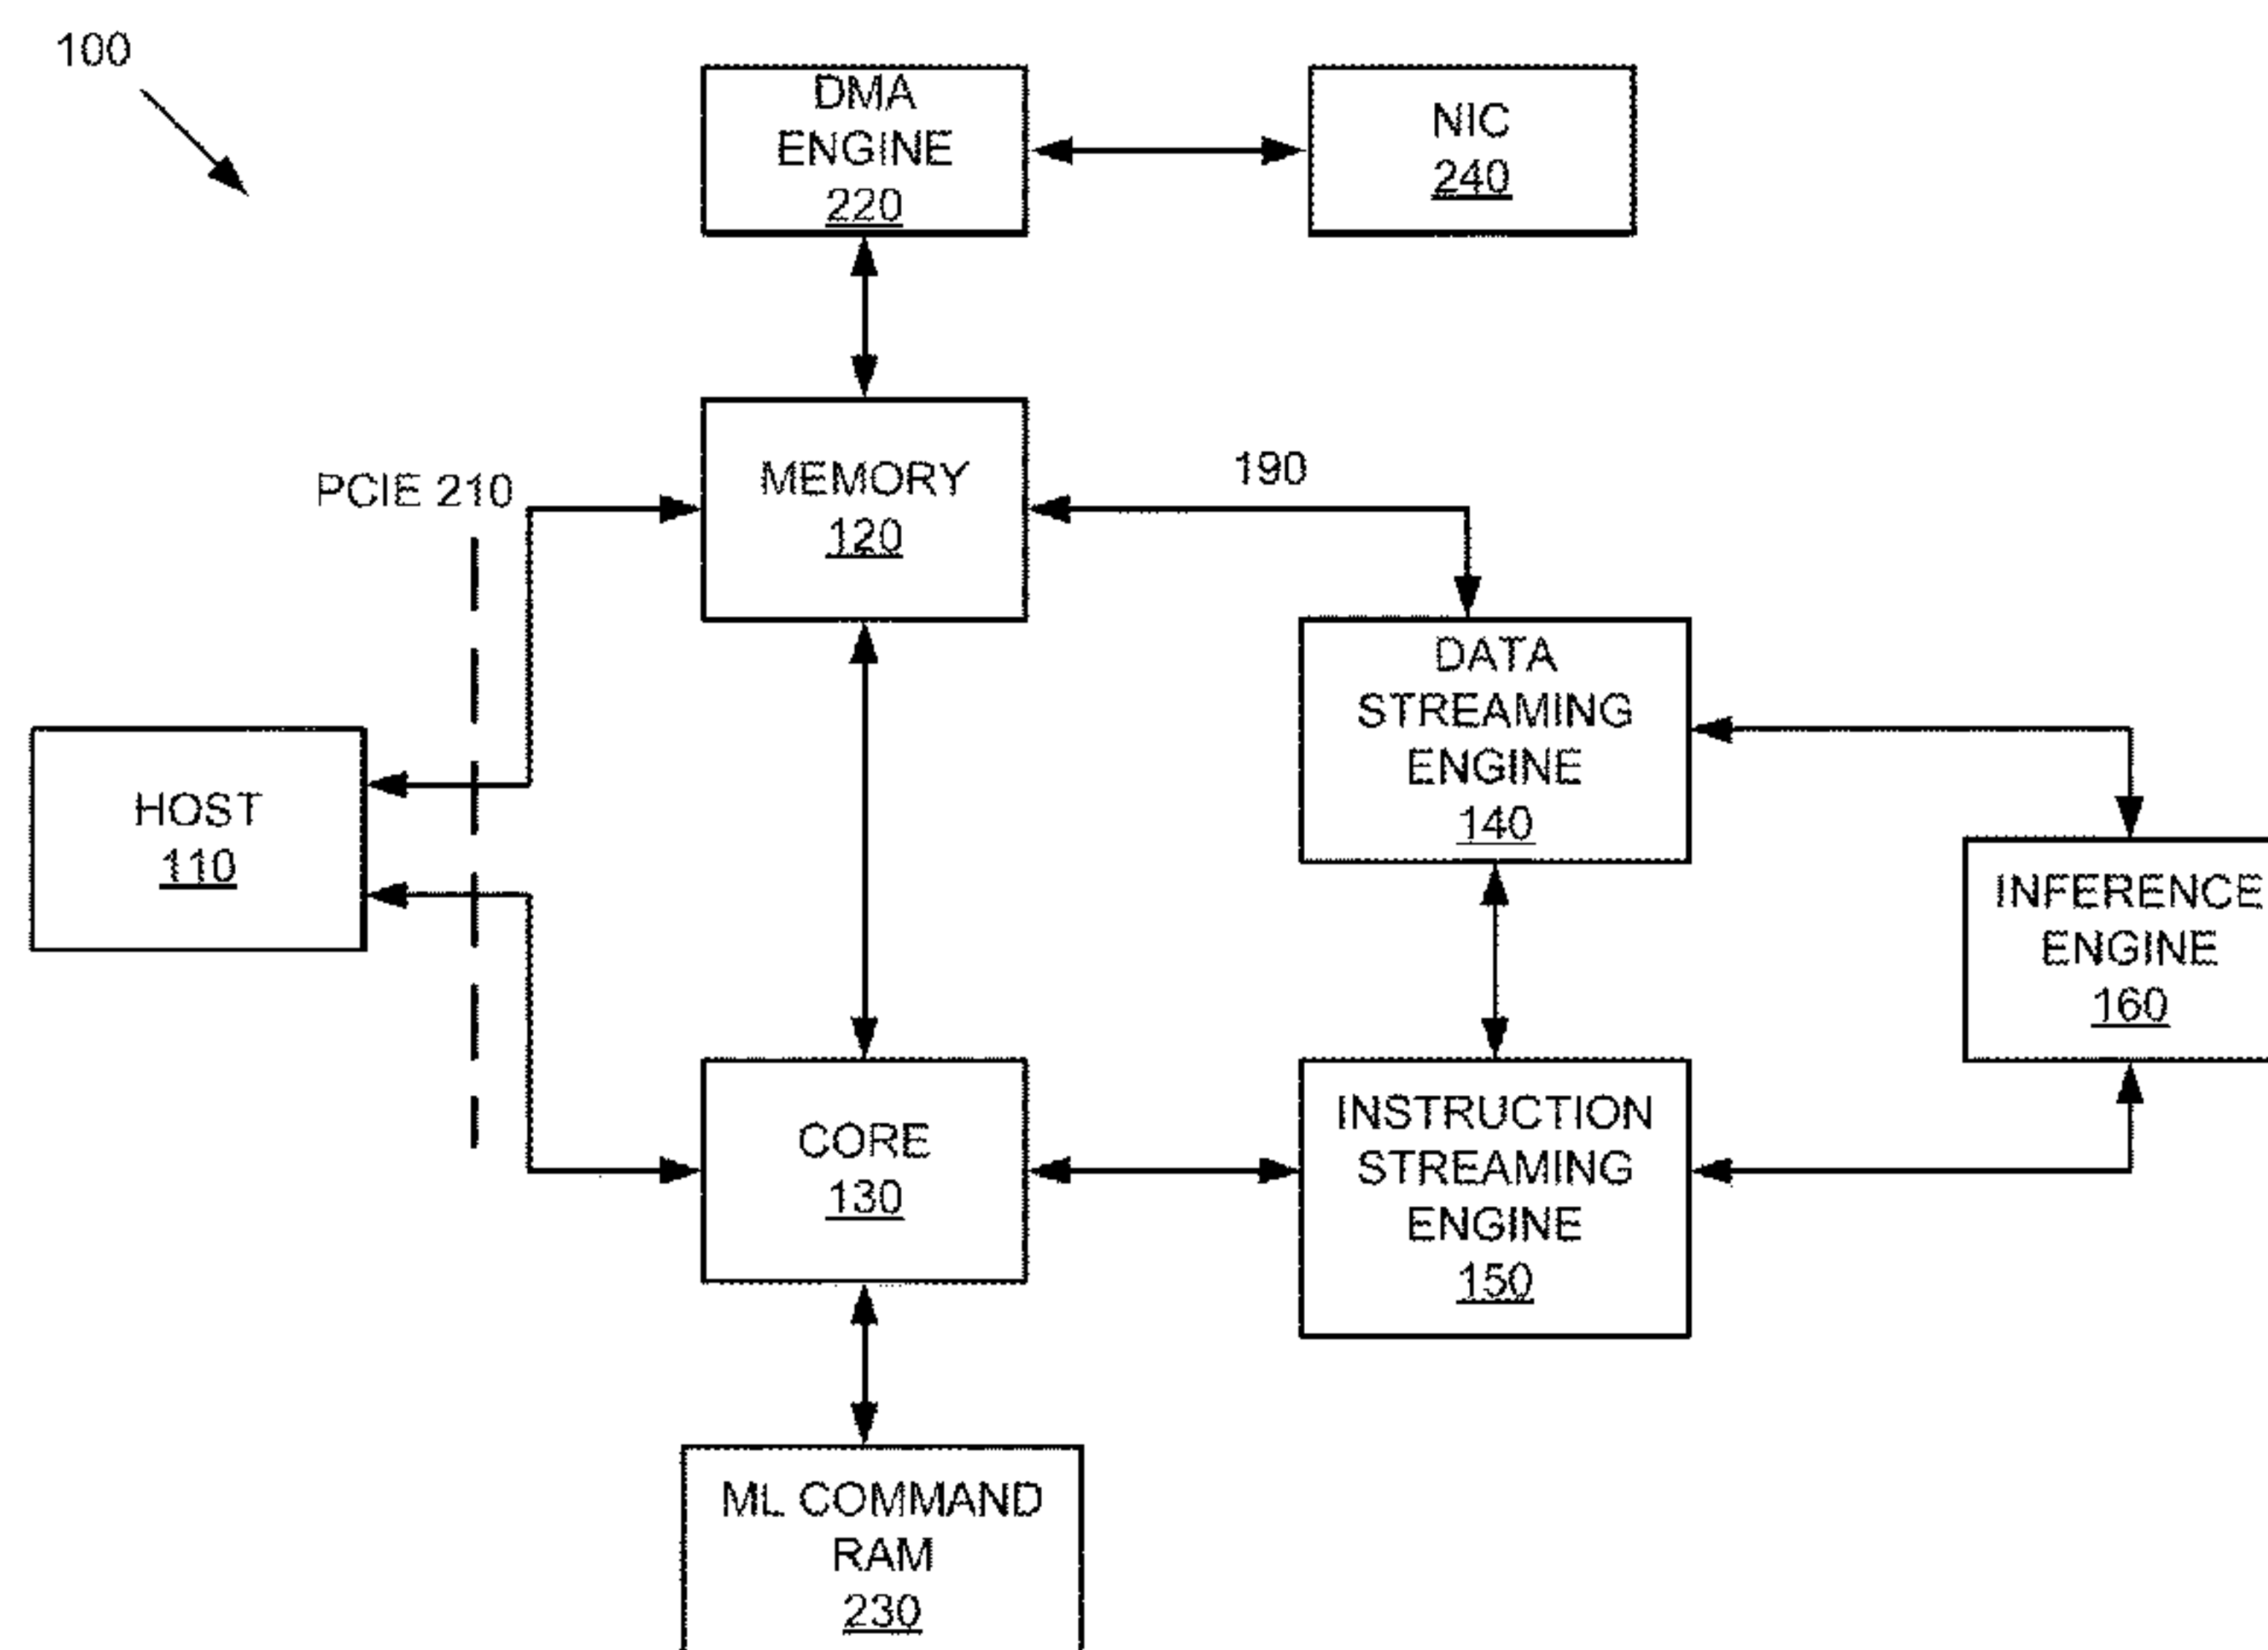 100
DMA
ENGINE
220
NIC
240
PCIE 210
MEMORY
120
190
DATA
STREAMING
ENGINE
140
HOST
110
INFERENCE
ENGINE
160
CORE
130
INSTRUCTION
STREAMING
ENGINE
150
ML COMMAND
RAM
230